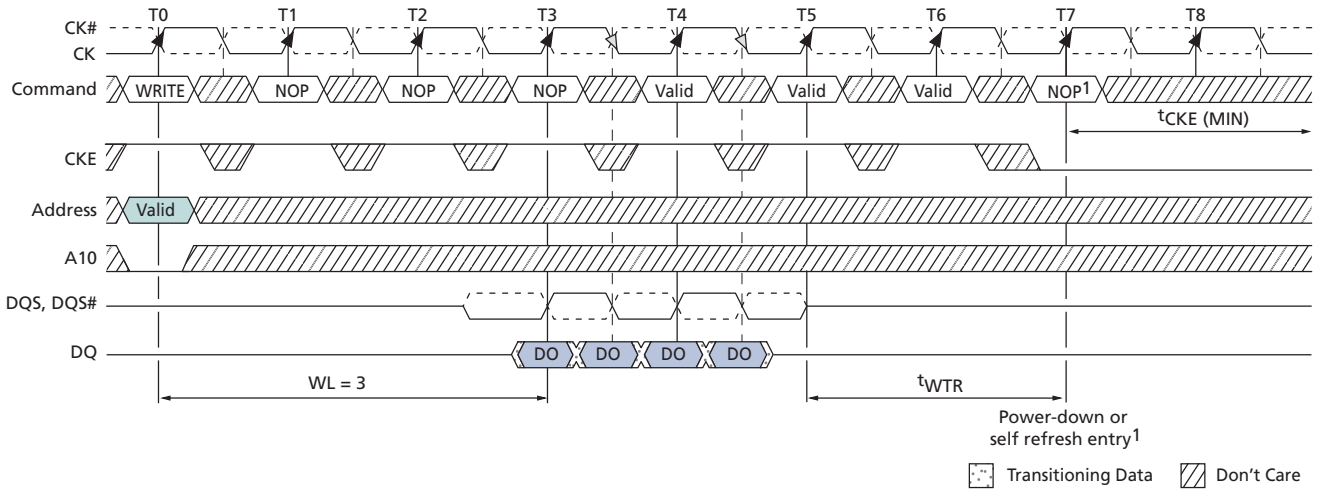 T0 T1 T2 T3 T4 T5 T6 T7 T8
CK#
CK
Command WRITE NOP NOP NOP Valid Valid Valid NOP1
tCKE (MIN)
CKE
Address Valid
A10
DQS, DQS#
DQ DO DO DO DO
WL = 3 tWTR
Power-down or
self refresh entry1
Transitioning Data Don't Care